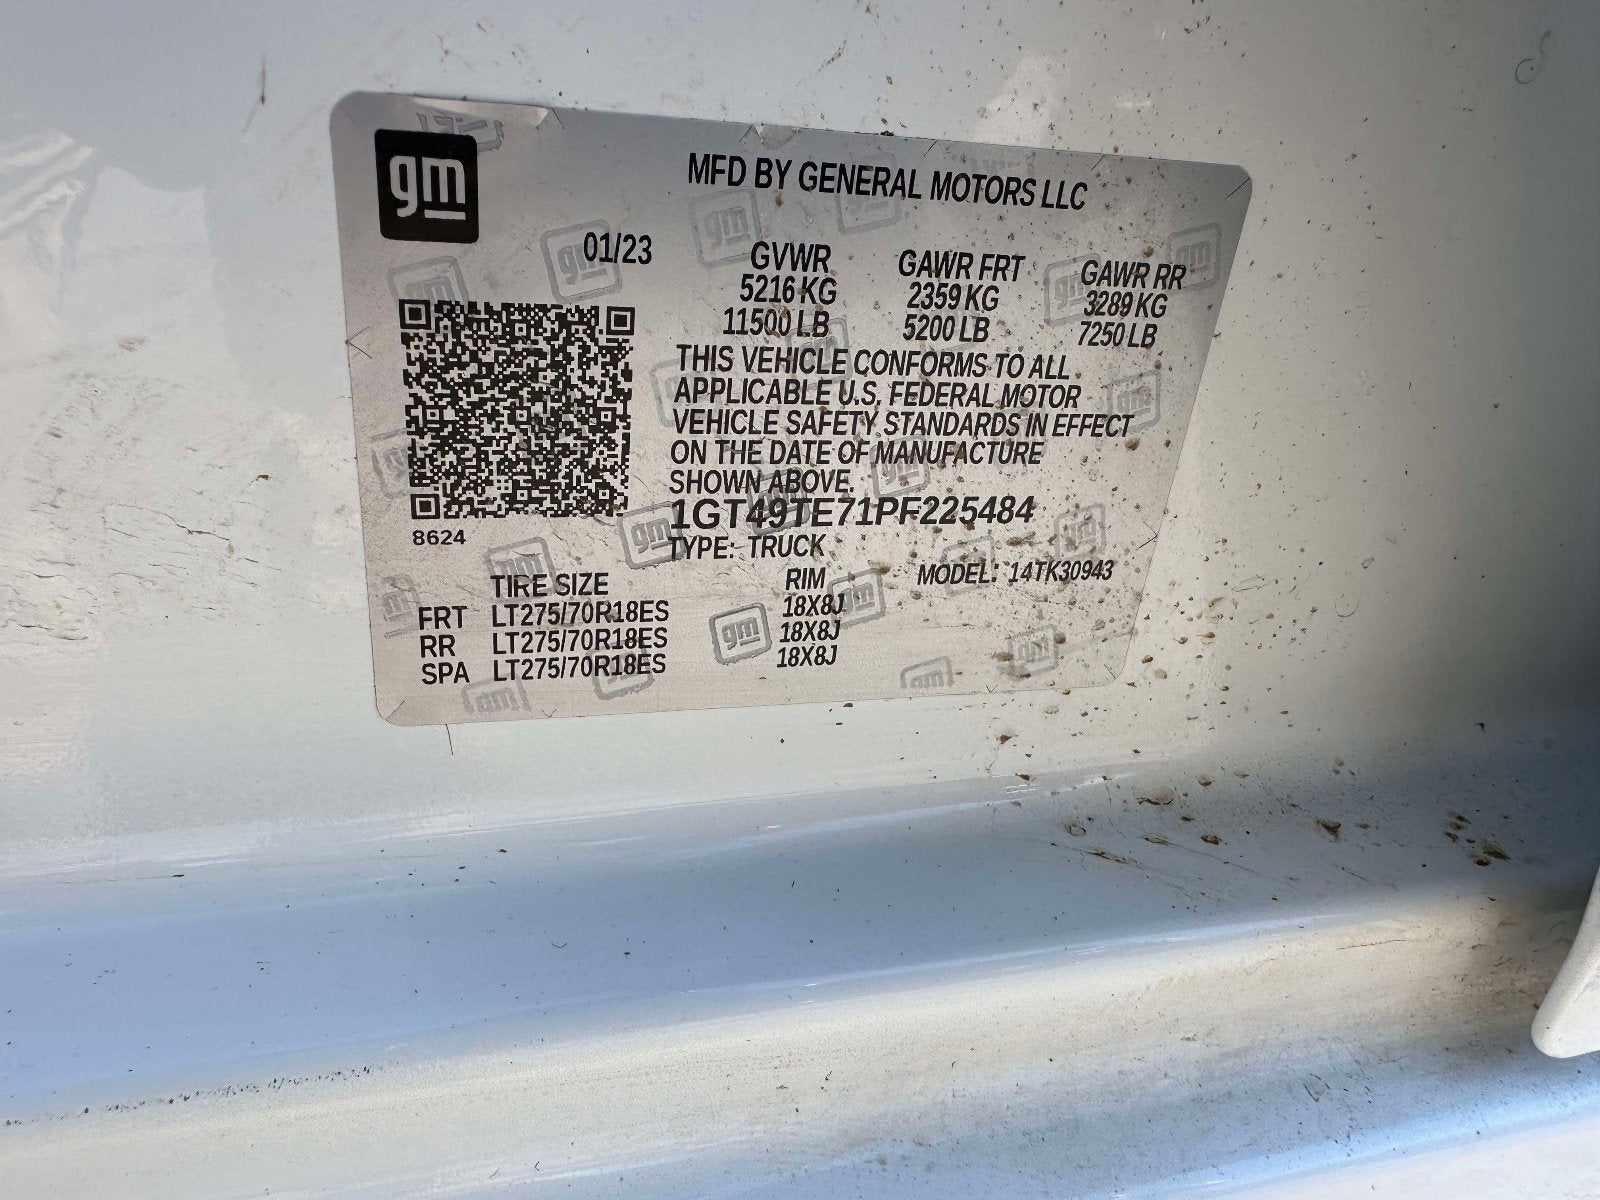 gm
MFD BY GENERAL MOTORS LLC
01/23
GVWR GAWR FRT GAWR RR
5216 KG 2359 KG 3289 KG
11500 LB 5200 LB 7250 LB
THIS VEHICLE CONFORMS TO ALL
APPLICABLE U.S. FEDERAL MOTOR
VEHICLE SAFETY STANDARDS IN EFFECT
ON THE DATE OF MANUFACTURE
SHOWN ABOVE.
1GT49TE71PF225484
8624
TYPE: TRUCK MODEL: 14TK30943
TIRE SIZE RIM
FRT LT275/70R18ES 18X8J
RR LT275/70R18ES 18X8J
SPA LT275/70R18ES 18X8J